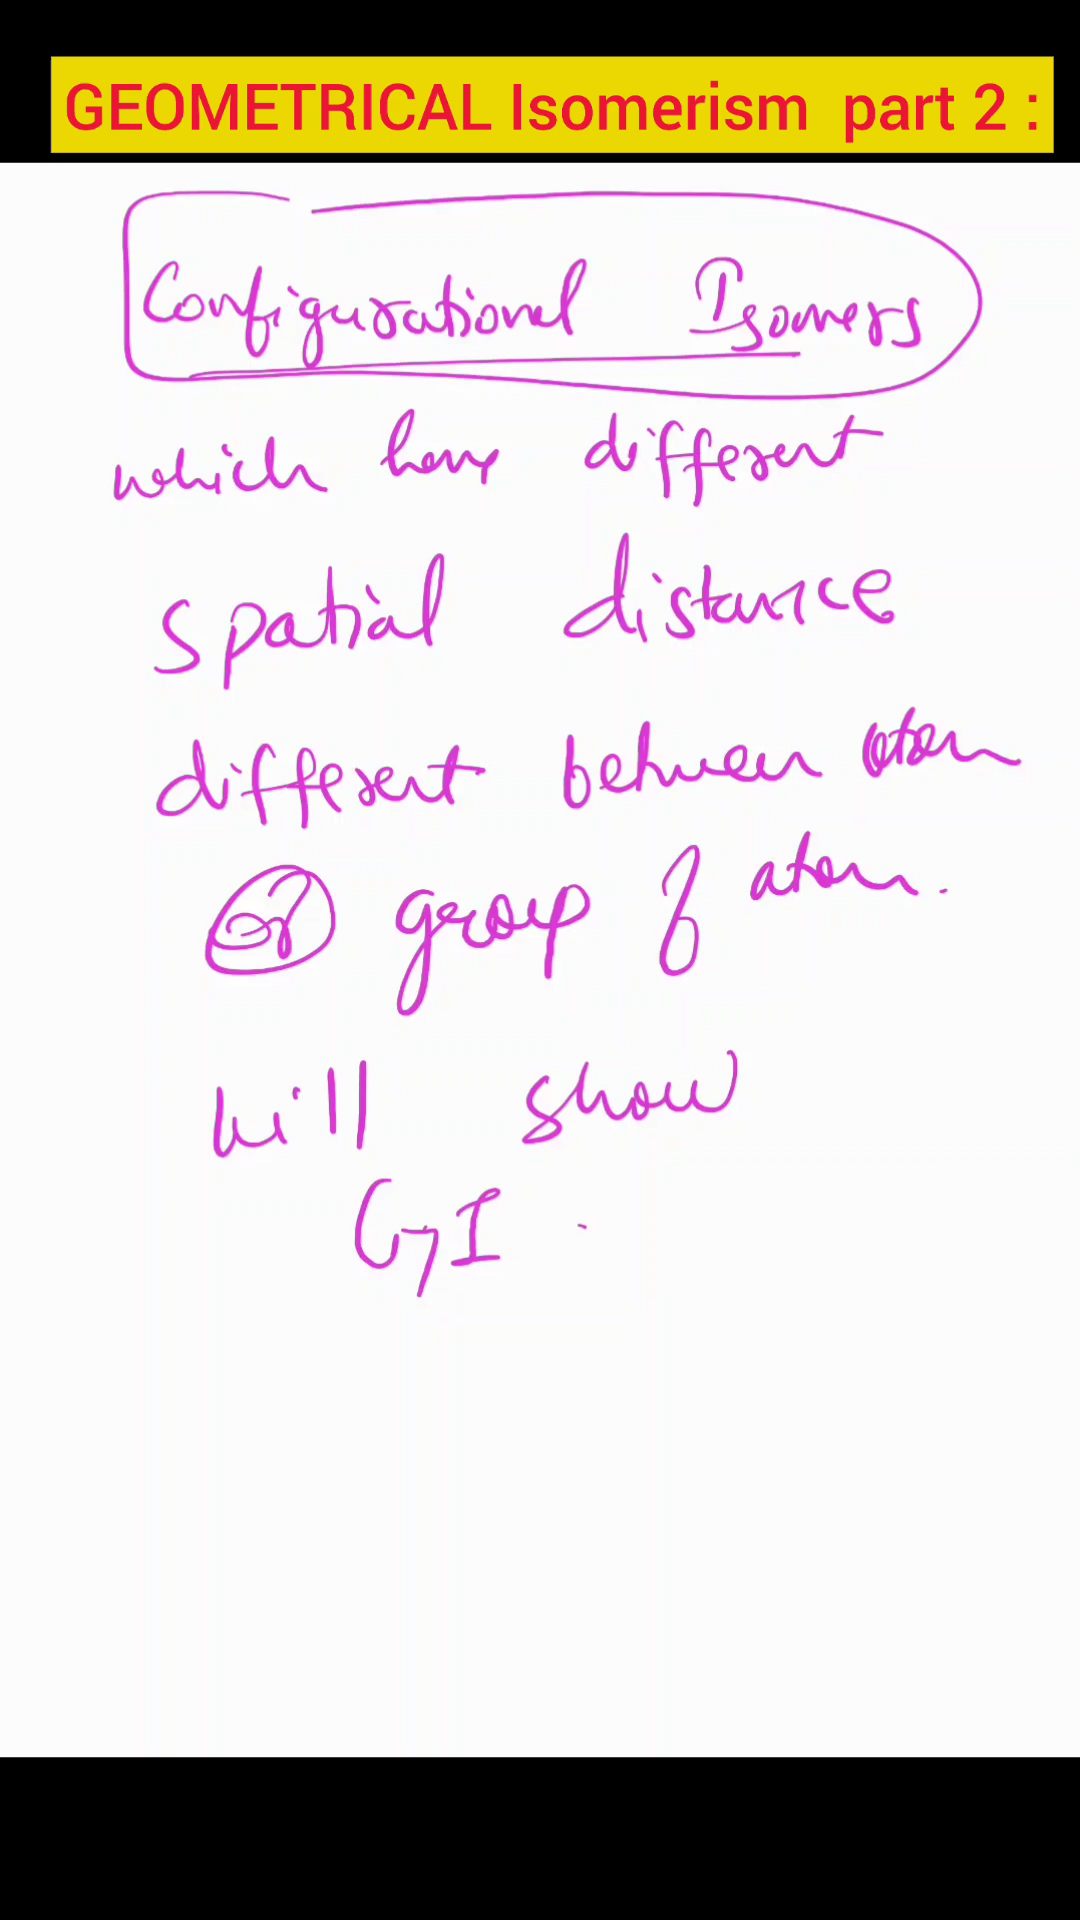 GEOMETRICAL Isomerism part 2 :
Configurational Isomers
which have different
spatial distance
different between atom
or group of atom.
will show
GI .